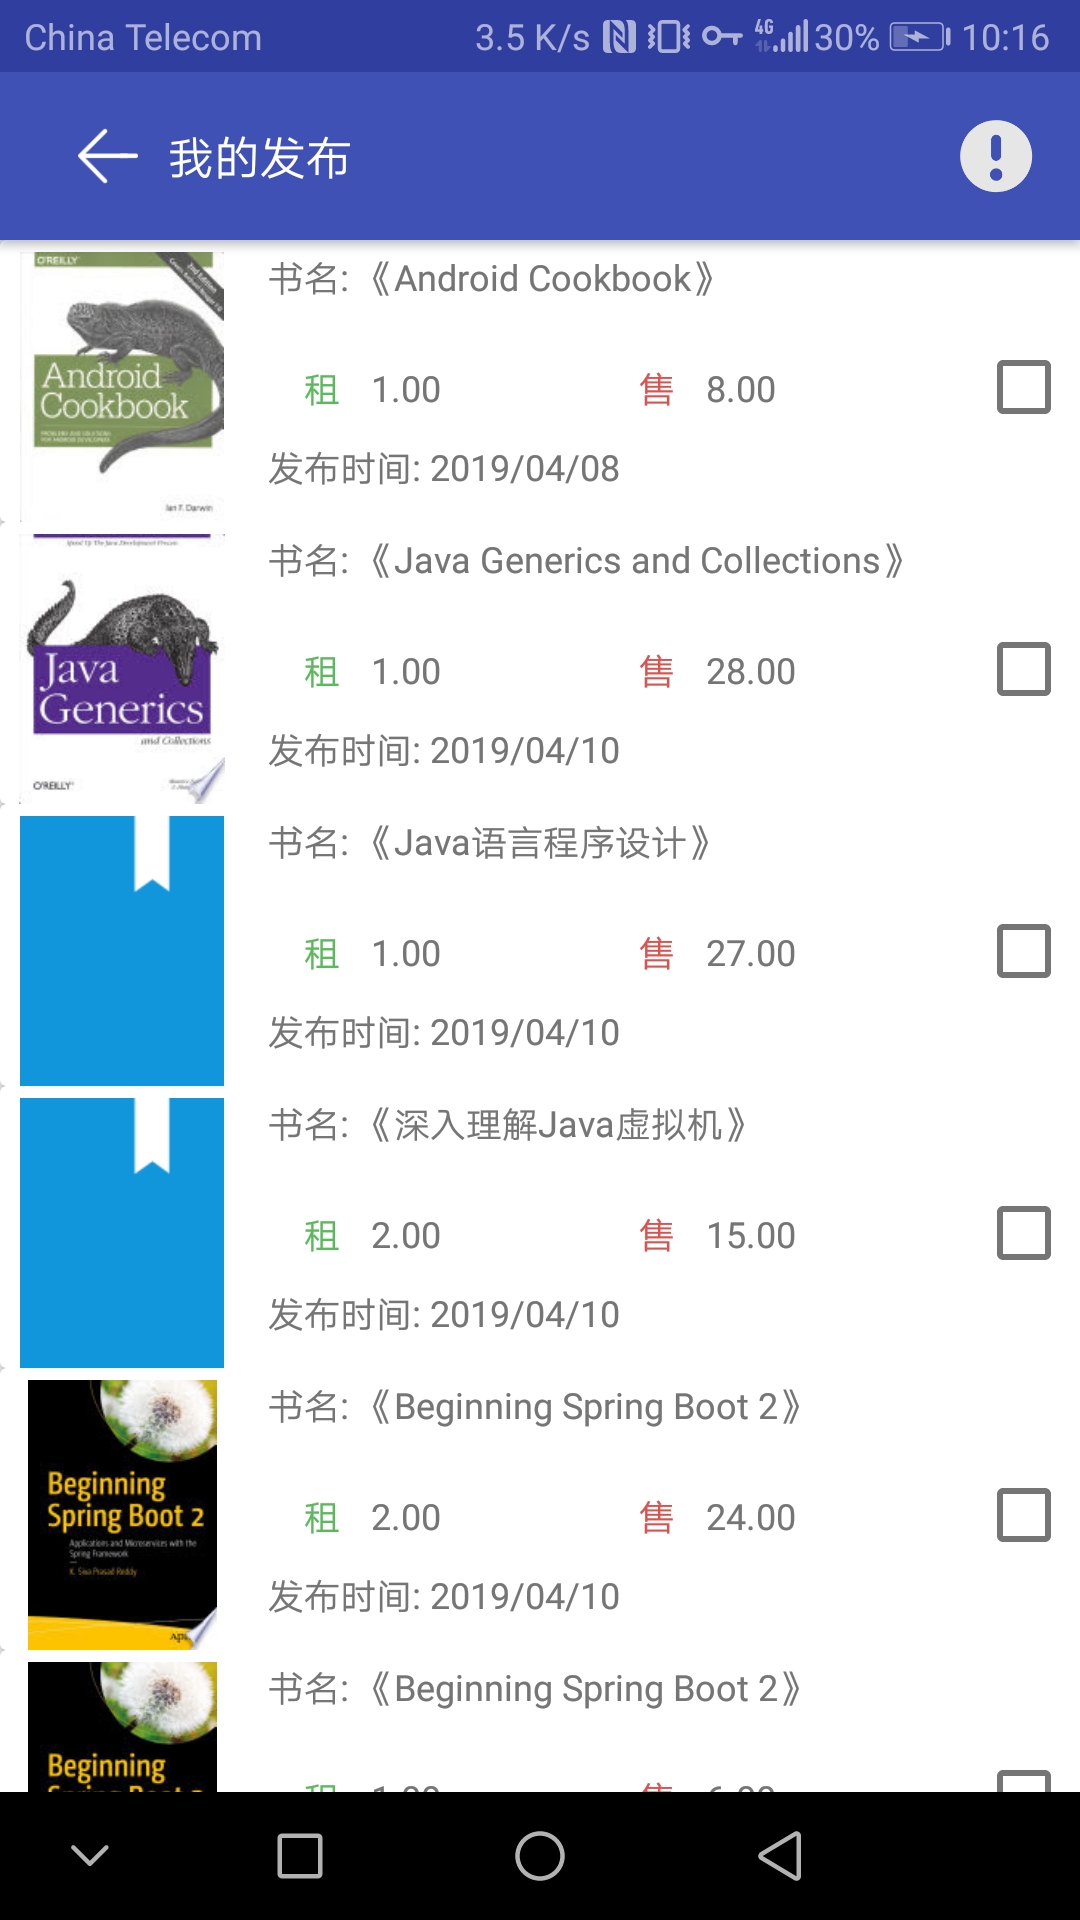 China Telecom 3.5 K/s 4G 30% 10:16
我的发布
O'REILLY
2nd Edition
Android
Cookbook
Ian F. Darwin
书名:《Android Cookbook》
租 1.00 售 8.00
发布时间: 2019/04/08
Java
Generics
and Collections
O'REILLY
书名:《Java Generics and Collections》
租 1.00 售 28.00
发布时间: 2019/04/10
书名:《Java语言程序设计》
租 1.00 售 27.00
发布时间: 2019/04/10
书名:《深入理解Java虚拟机》
租 2.00 售 15.00
发布时间: 2019/04/10
Beginning
Spring Boot 2
Applications and Microservices with the
Spring Framework
K. Siva Prasad Reddy
书名:《Beginning Spring Boot 2》
租 2.00 售 24.00
发布时间: 2019/04/10
Beginning
书名:《Beginning Spring Boot 2》